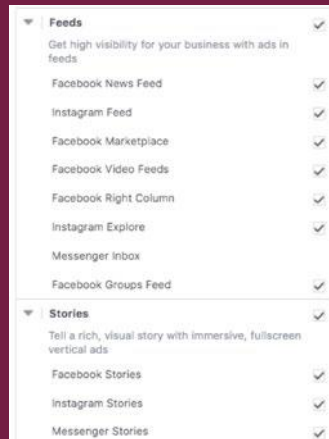 Feeds
Get high visibility for your business with ads in
feeds
Facebook News Feed
Instagram Feed
Facebook Marketplace
Facebook Video Feeds
Facebook Right Column
Instagram Explore
Messenger Inbox
Facebook Groups Feed
Stories
Tell a rich, visual story with immersive, fullscreen
vertical ads
Facebook Stories
Instagram Stories
Messenger Stories